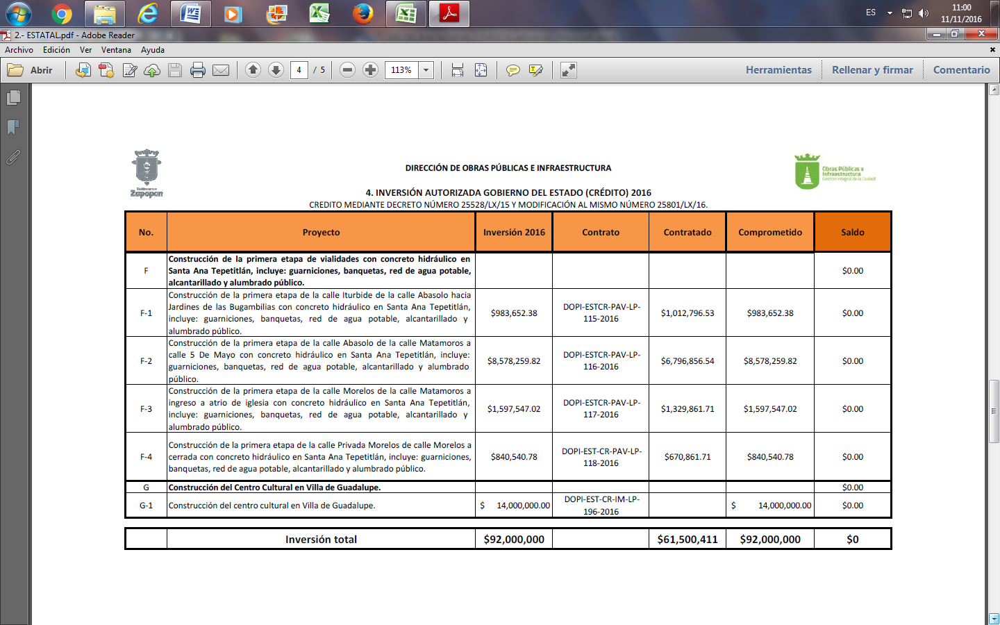 ES
11:00
11/11/2016
2.- ESTATAL.pdf - Adobe Reader
Archivo Edición Ver Ventana Ayuda
Abrir 4 / 5 113% Herramientas Rellenar y firmar Comentario
Zapopan
Obras Públicas e
Infraestructura
Gestión Integral de la Ciudad
DIRECCIÓN DE OBRAS PÚBLICAS E INFRAESTRUCTURA
4. INVERSIÓN AUTORIZADA GOBIERNO DEL ESTADO (CRÉDITO) 2016
CREDITO MEDIANTE DECRETO NÚMERO 25528/LX/15 Y MODIFICACIÓN AL MISMO NÚMERO 25801/LX/16.
No. Proyecto Inversión 2016 Contrato Contratado Comprometido Saldo
F
Construcción de la primera etapa de vialidades con concreto hidráulico en
Santa Ana Tepetitlán, incluye: guarniciones, banquetas, red de agua potable,
alcantarillado y alumbrado público.
$0.00
F-1
Construcción de la primera etapa de la calle Iturbide de la calle Abasolo hacia
Jardines de las Bugambilias con concreto hidráulico en Santa Ana Tepetitlán,
incluye: guarniciones, banquetas, red de agua potable, alcantarillado y
alumbrado público.
$983,652.38
DOPI-ESTCR-PAV-LP-
115-2016
$1,012,796.53
$983,652.38
$0.00
F-2
Construcción de la primera etapa de la calle Abasolo de la calle Matamoros a
calle 5 De Mayo con concreto hidráulico en Santa Ana Tepetitlán, incluye:
guarniciones, banquetas, red de agua potable, alcantarillado y alumbrado
público.
$8,578,259.82
DOPI-ESTCR-PAV-LP-
116-2016
$6,796,856.54
$8,578,259.82
$0.00
F-3
Construcción de la primera etapa de la calle Morelos de la calle Matamoros a
ingreso a atrio de iglesia con concreto hidráulico en Santa Ana Tepetitlán,
incluye: guarniciones, banquetas, red de agua potable, alcantarillado y
alumbrado público.
$1,597,547.02
DOPI-ESTCR-PAV-LP-
117-2016
$1,329,861.71
$1,597,547.02
$0.00
F-4
Construcción de la primera etapa de la calle Privada Morelos de calle Morelos a
cerrada con concreto hidráulico en Santa Ana Tepetitlán, incluye: guarniciones,
banquetas, red de agua potable, alcantarillado y alumbrado público.
$840,540.78
DOPI-EST-CR-PAV-LP-
118-2016
$670,861.71
$840,540.78
$0.00
G Construcción del Centro Cultural en Villa de Guadalupe. $0.00
G-1
Construcción del centro cultural en Villa de Guadalupe.
$ 14,000,000.00
DOPI-EST-CR-IM-LP-
196-2016
$ 14,000,000.00
$0.00
Inversión total $92,000,000 $61,500,411 $92,000,000 $0